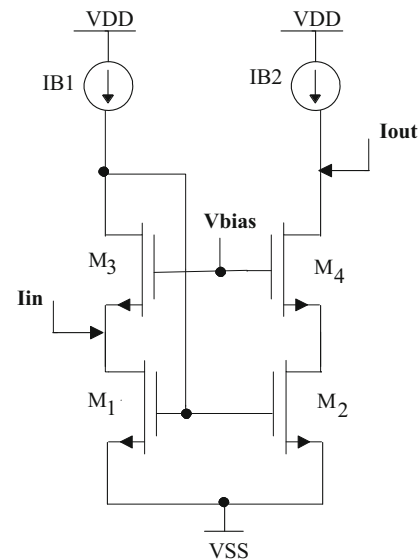 VDD VDD
IB1 IB2
Iout
Vbias
M3 M4
Iin
M1 M2
VSS